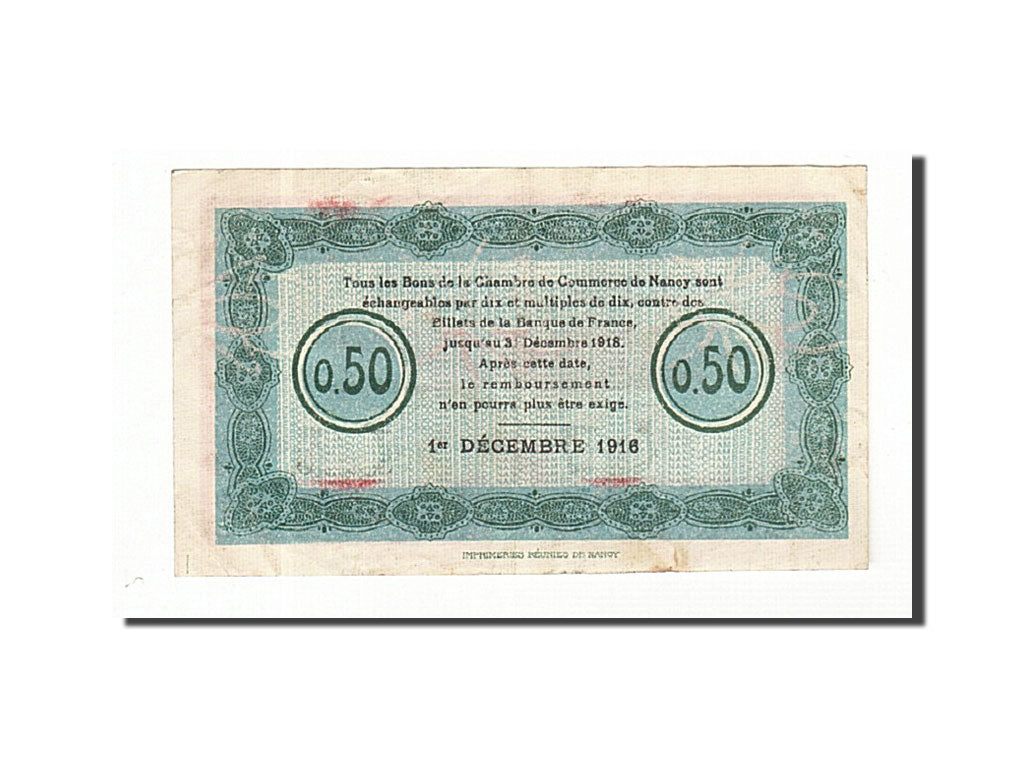 Tous les Bons de la Chambre de Commerce de Nancy sont
échangeables par dix et multiples de dix, contre des
Billets de la Banque de France,
jusqu'au 31 Décembre 1918.
0.50
0.50
Après cette date,
le remboursement
n'en pourra plus être exigé.
1er DÉCEMBRE 1916
IMPRIMERIES RÉUNIES DE NANCY